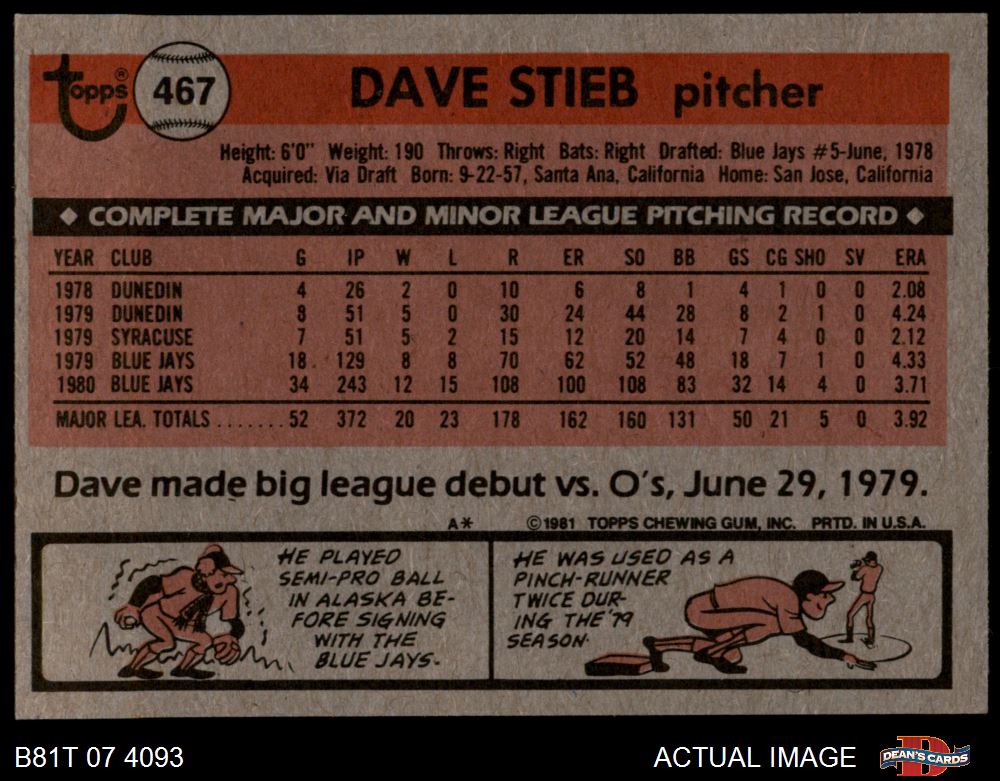 topps® 467 DAVE STIEB pitcher
Height: 6'0" Weight: 190 Throws: Right Bats: Right Drafted: Blue Jays #5-June, 1978
Acquired: Via Draft Born: 9-22-57, Santa Ana, California Home: San Jose, California
◆ COMPLETE MAJOR AND MINOR LEAGUE PITCHING RECORD ◆
YEAR CLUB G IP W L R ER SO BB GS CG SHO SV ERA
1978 DUNEDIN 4 26 2 0 10 6 8 1 4 1 0 0 2.08
1979 DUNEDIN 8 51 5 0 30 24 44 28 8 2 1 0 4.24
1979 SYRACUSE 7 51 5 2 15 12 20 14 7 4 0 0 2.12
1979 BLUE JAYS 18 129 8 8 70 62 52 48 18 7 1 0 4.33
1980 BLUE JAYS 34 243 12 15 108 100 108 83 32 14 4 0 3.71
MAJOR LEA. TOTALS ....... 52 372 20 23 178 162 160 131 50 21 5 0 3.92
Dave made big league debut vs. O's, June 29, 1979.
A* ©1981 TOPPS CHEWING GUM, INC. PRTD. IN U.S.A.
HE PLAYED
SEMI-PRO BALL
IN ALASKA BE-
FORE SIGNING
WITH THE
BLUE JAYS.
HE WAS USED AS A
PINCH-RUNNER
TWICE DUR-
ING THE '79
SEASON.
B81T 07 4093 ACTUAL IMAGE DEAN'S CARDS